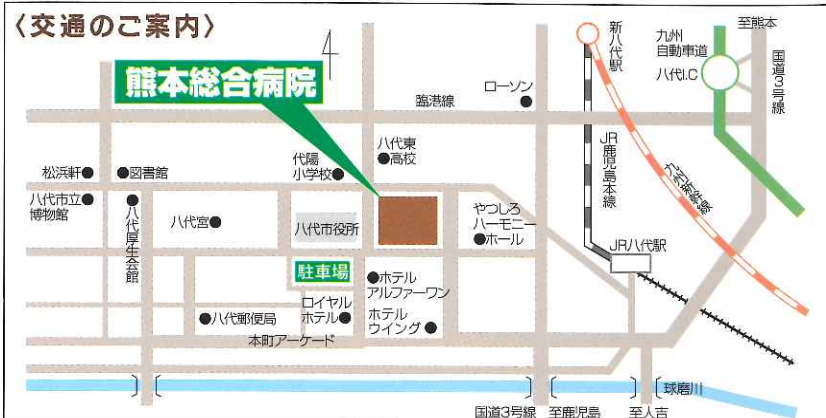 〈交通のご案内〉
熊本総合病院
新八代駅
九州
自動車道
八代I.C
至熊本
国道3号線
臨港線
ローソン
JR鹿児島本線
九州新幹線
松浜軒
図書館
代陽
小学校
八代東
高校
八代市立
博物館
八代厚生会館
八代宮
八代市役所
やつしろ
ハーモニー
ホール
JR八代駅
駐車場
ホテル
アルファーワン
ロイヤル
ホテル
ホテル
ウイング
八代郵便局
本町アーケード
球磨川
国道3号線
至鹿児島
至人吉